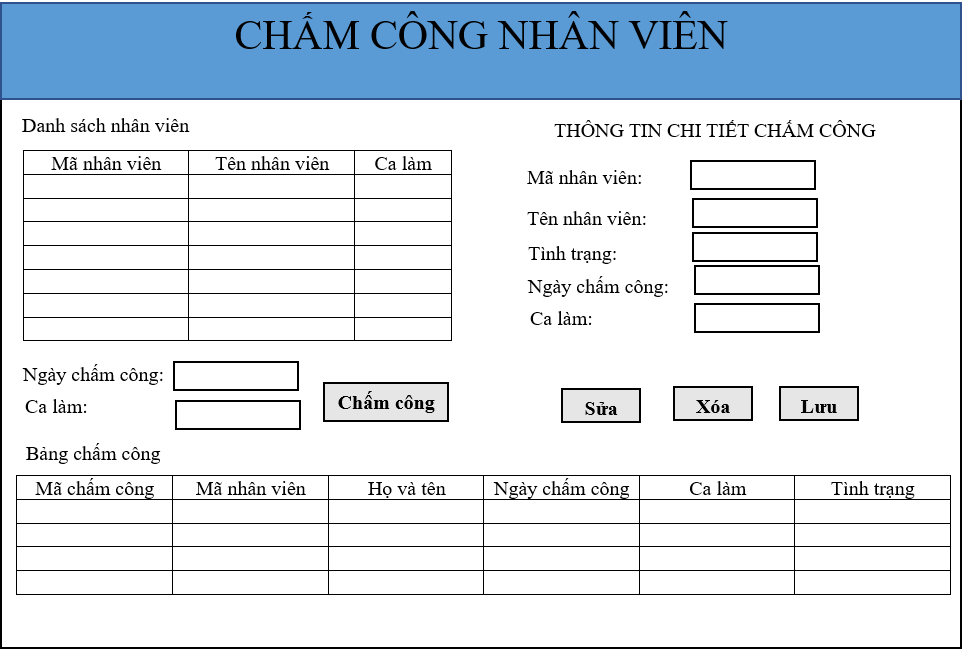 CHẤM CÔNG NHÂN VIÊN
Danh sách nhân viên
Mã nhân viên Tên nhân viên Ca làm
THÔNG TIN CHI TIẾT CHẤM CÔNG
Mã nhân viên:
Tên nhân viên:
Tình trạng:
Ngày chấm công:
Ca làm:
Ngày chấm công:
Ca làm:
Chấm công
Sửa Xóa Lưu
Bảng chấm công
Mã chấm công Mã nhân viên Họ và tên Ngày chấm công Ca làm Tình trạng